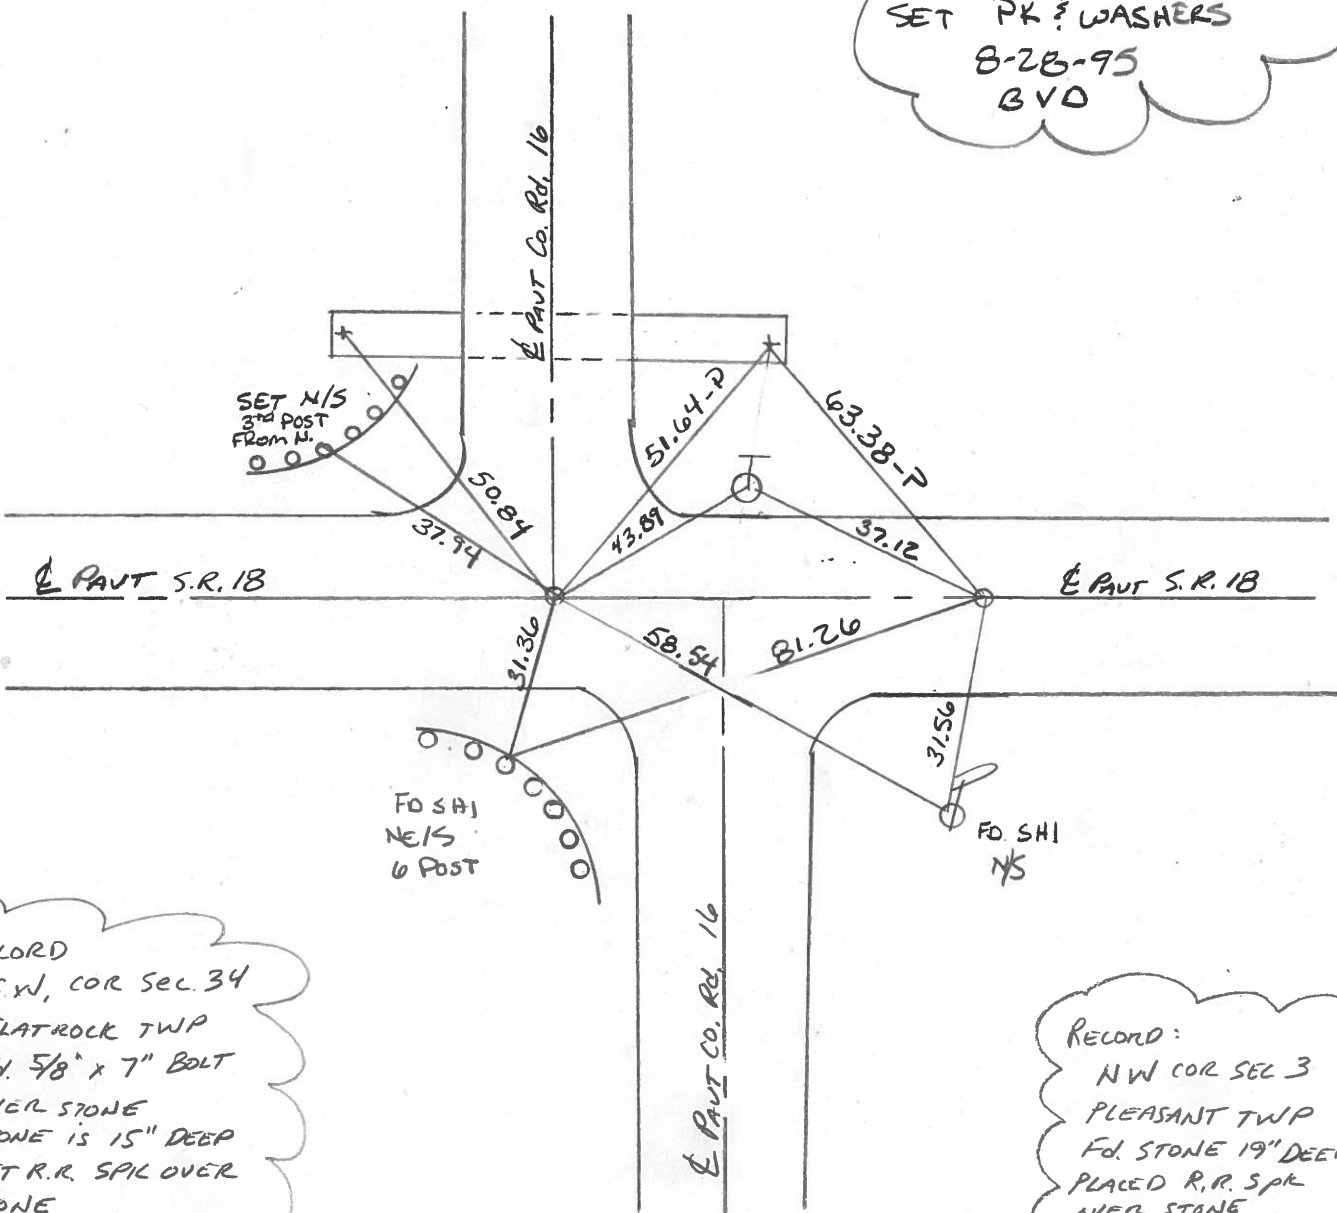 SET PK & WASHERS
8-28-95
BVD
℄ PAVT Co. Rd. 16
SET N/S
3rd POST
FROM N.
50.84
37.94
51.64-P
63.38-P
43.89
37.12
℄ PAVT S.R. 18
℄ PAVT S.R. 18
31.36
58.54
81.26
31.56
FD SHI
NE/S
6 POST
FD. SHI
N/S
℄ PAVT CO. Rd. 16
CORD
.W, COR SEC. 34
LATROCK TWP
d. 5/8" x 7" BOLT
VER STONE
ONE IS 15" DEEP
T R.R. SPK OVER
ONE
RECORD:
NW COR SEC 3
PLEASANT TWP
Fd. STONE 19" DEEP
PLACED R.R. SPK
OVER STONE